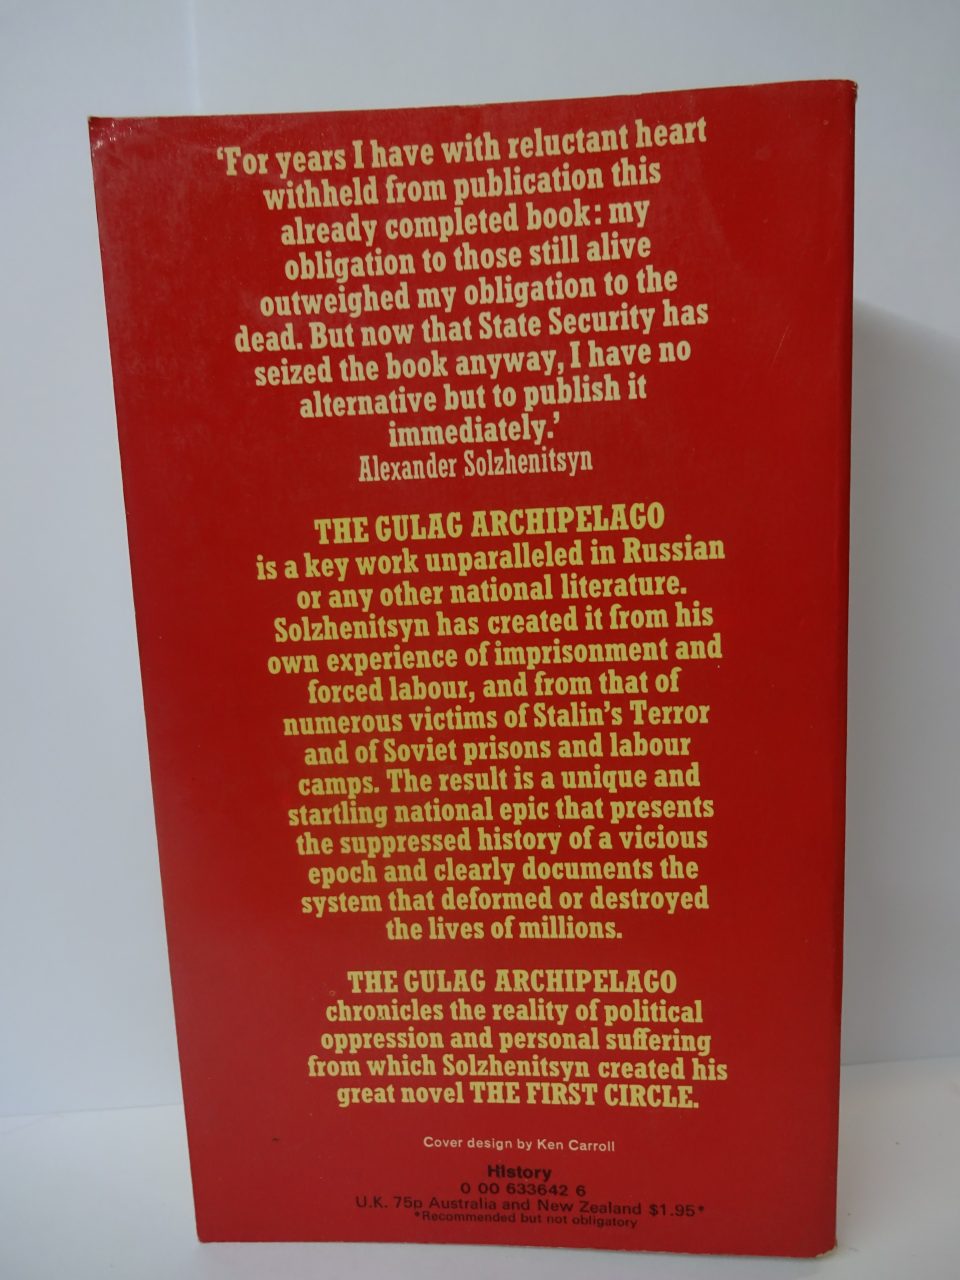 ‘For years I have with reluctant heart
withheld from publication this
already completed book: my
obligation to those still alive
outweighed my obligation to the
dead. But now that State Security has
seized the book anyway, I have no
alternative but to publish it
immediately.’
Alexander Solzhenitsyn
THE GULAG ARCHIPELAGO
is a key work unparalleled in Russian
or any other national literature.
Solzhenitsyn has created it from his
own experience of imprisonment and
forced labour, and from that of
numerous victims of Stalin’s Terror
and of Soviet prisons and labour
camps. The result is a unique and
startling national epic that presents
the suppressed history of a vicious
epoch and clearly documents the
system that deformed or destroyed
the lives of millions.
THE GULAG ARCHIPELAGO
chronicles the reality of political
oppression and personal suffering
from which Solzhenitsyn created his
great novel THE FIRST CIRCLE.
Cover design by Ken Carroll
History
0 00 633642 6
U.K. 75p Australia and New Zealand $1.95*
*Recommended but not obligatory